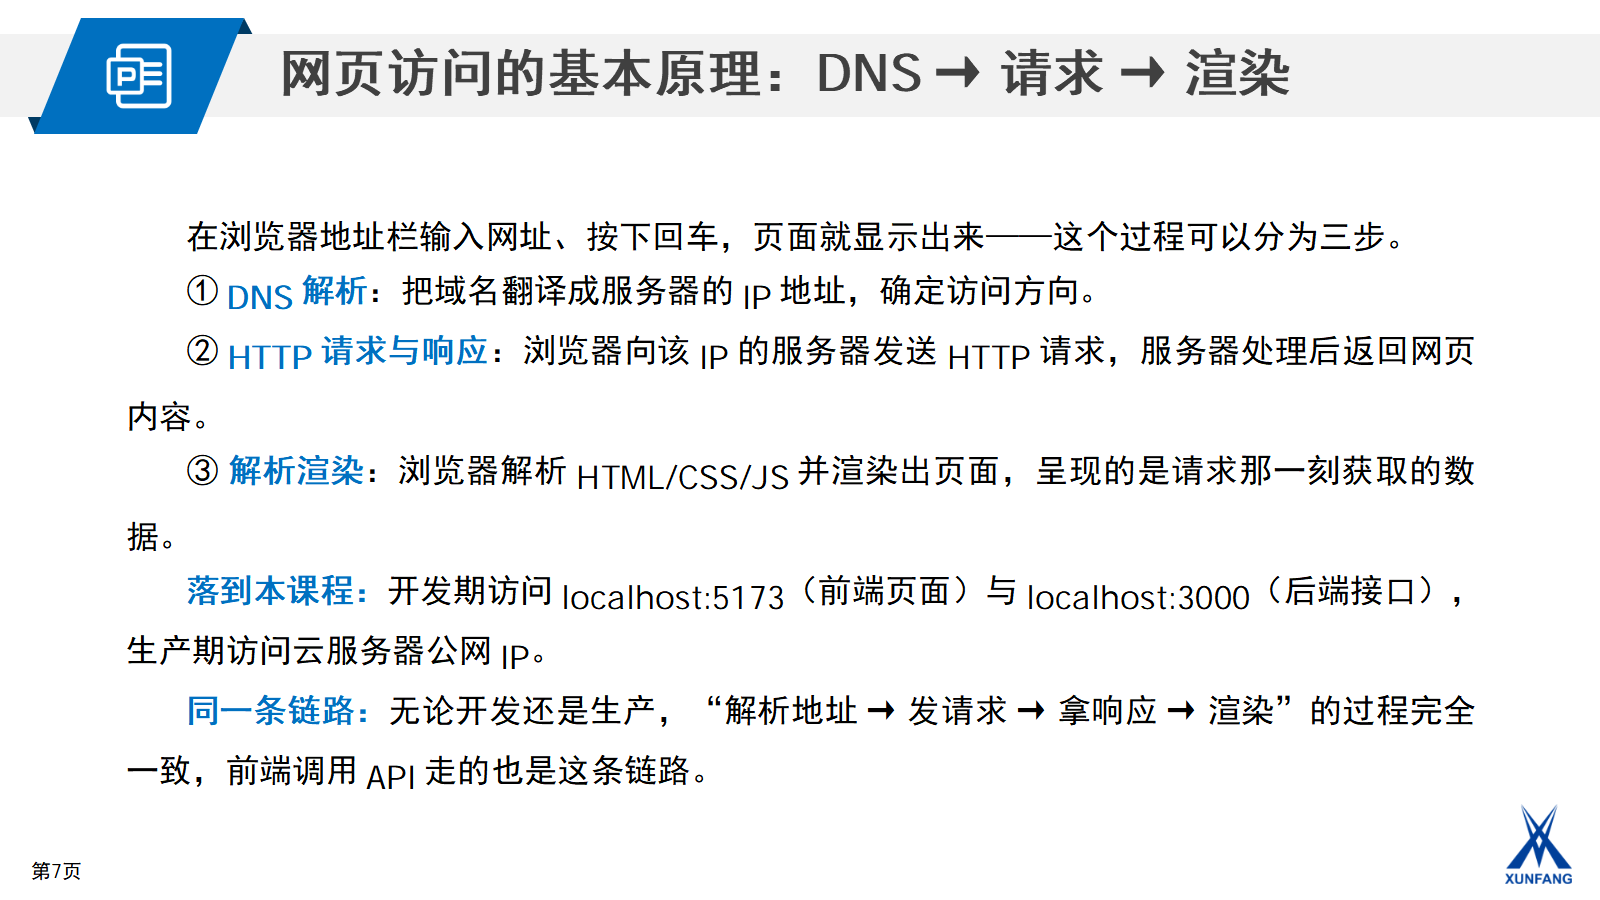 网页访问的基本原理：DNS → 请求 → 渲染
在浏览器地址栏输入网址、按下回车，页面就显示出来——这个过程可以分为三步。
① DNS 解析：把域名翻译成服务器的 IP 地址，确定访问方向。
② HTTP 请求与响应：浏览器向该 IP 的服务器发送 HTTP 请求，服务器处理后返回网页
内容。
③ 解析渲染：浏览器解析 HTML/CSS/JS 并渲染出页面，呈现的是请求那一刻获取的数
据。
落到本课程：开发期访问 localhost:5173（前端页面）与 localhost:3000（后端接口），
生产期访问云服务器公网 IP。
同一条链路：无论开发还是生产，“解析地址 → 发请求 → 拿响应 → 渲染”的过程完全
一致，前端调用 API 走的也是这条链路。
第7页
XUNFANG